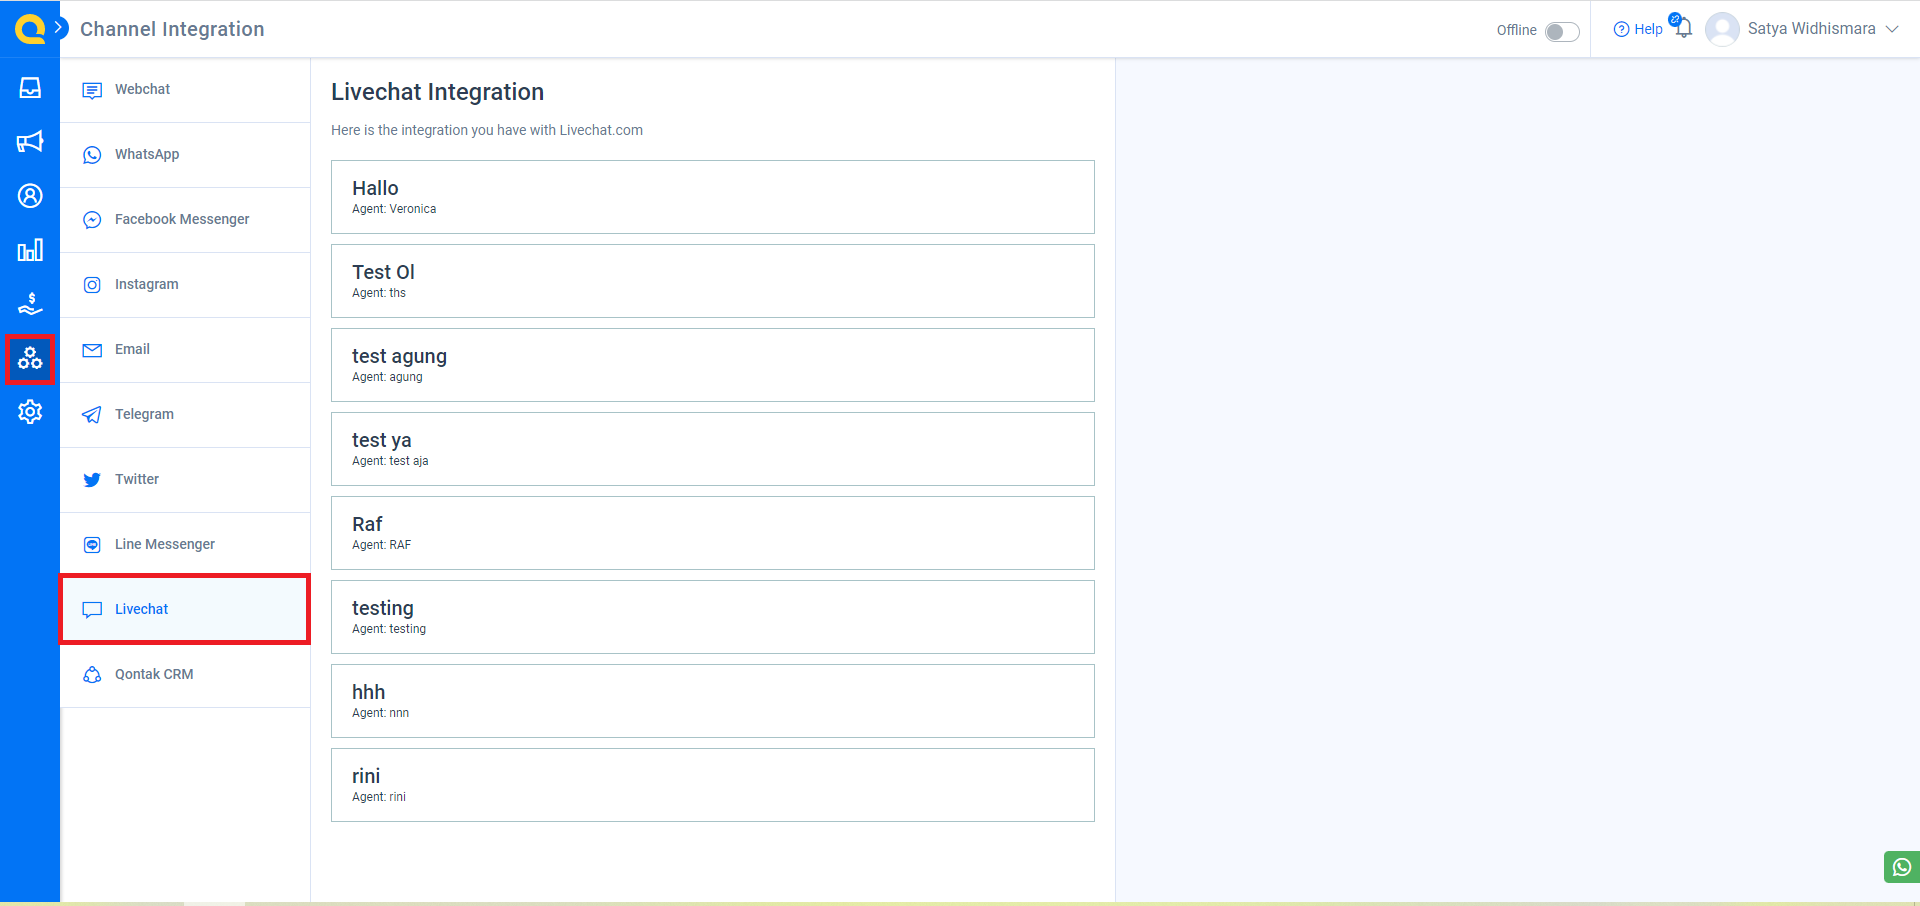 Channel Integration
Offline
Help
Satya Widhismara
Webchat
WhatsApp
Facebook Messenger
Instagram
Email
Telegram
Twitter
Line Messenger
Livechat
Qontak CRM
Livechat Integration
Here is the integration you have with Livechat.com
Hallo
Agent: Veronica
Test Ol
Agent: ths
test agung
Agent: agung
test ya
Agent: test aja
Raf
Agent: RAF
testing
Agent: testing
hhh
Agent: nnn
rini
Agent: rini